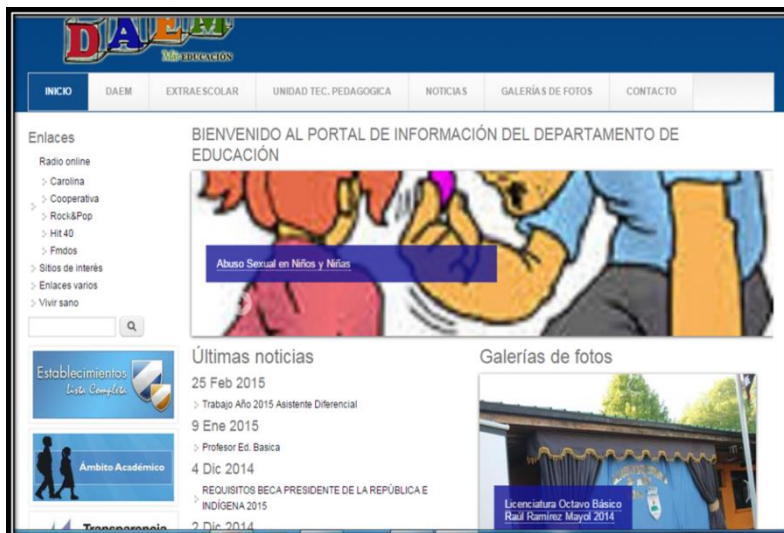 DAEM
EDUCACIÓN
INICIO
DAEM
EXTRAESCOLAR
UNIDAD TEC. PEDAGOGICA
NOTICIAS
GALERÍAS DE FOTOS
CONTACTO
Enlaces
Radio online
Carolina
Cooperativa
Rock&Pop
Hit 40
Fmdos
Sitios de interés
Enlaces varios
Vivir sano
Establecimientos
Lista Completa
Ámbito Académico
Transparencia
BIENVENIDO AL PORTAL DE INFORMACIÓN DEL DEPARTAMENTO DE
EDUCACIÓN
Abuso Sexual en Niños y Niñas
Últimas noticias
25 Feb 2015
Trabajo Año 2015 Asistente Diferencial
9 Ene 2015
Profesor Ed. Basica
4 Dic 2014
REQUISITOS BECA PRESIDENTE DE LA REPÚBLICA E
INDÍGENA 2015
2 Dic 2014
Galerías de fotos
Licenciatura Octavo Básico
Raúl Ramírez Mayol 2014